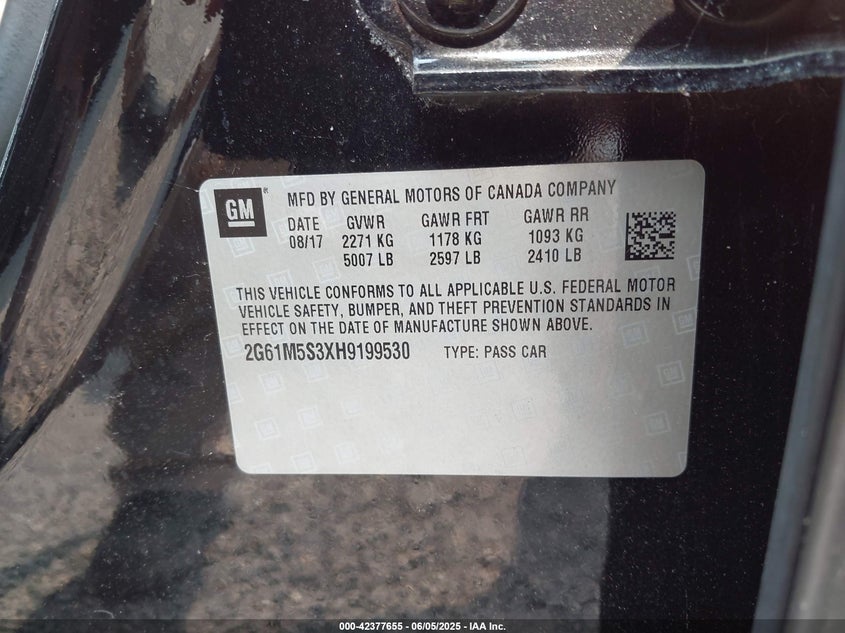 GM
MFD BY GENERAL MOTORS OF CANADA COMPANY
DATE GVWR GAWR FRT GAWR RR
08/17 2271 KG 1178 KG 1093 KG
5007 LB 2597 LB 2410 LB
THIS VEHICLE CONFORMS TO ALL APPLICABLE U.S. FEDERAL MOTOR
VEHICLE SAFETY, BUMPER, AND THEFT PREVENTION STANDARDS IN
EFFECT ON THE DATE OF MANUFACTURE SHOWN ABOVE.
2G61M5S3XH9199530 TYPE: PASS CAR
000-42377655 - 06/05/2025 - IAA Inc.